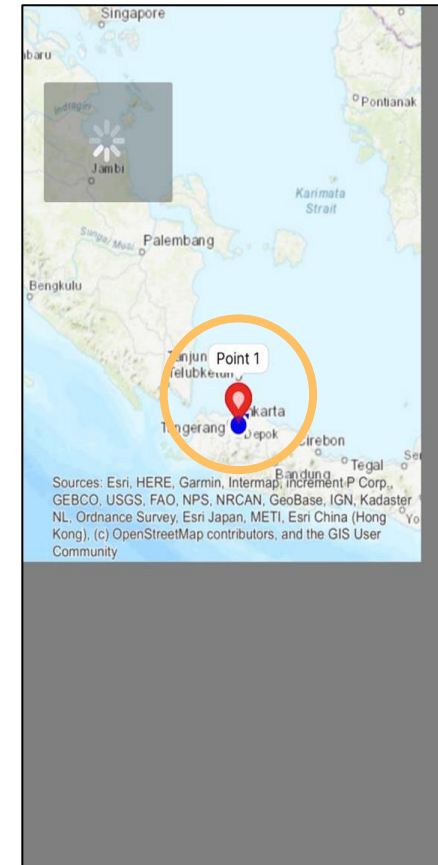 Singapore
Pontianak
Jambi
Karimata
Strait
Palembang
Bengkulu
Point 1
Tangerang
Depok
Cirebon
Bandung
Tegal
Sources: Esri, HERE, Garmin, Intermap, increment P Corp.,
GEBCO, USGS, FAO, NPS, NRCAN, GeoBase, IGN, Kadaster
NL, Ordnance Survey, Esri Japan, METI, Esri China (Hong
Kong), (c) OpenStreetMap contributors, and the GIS User
Community